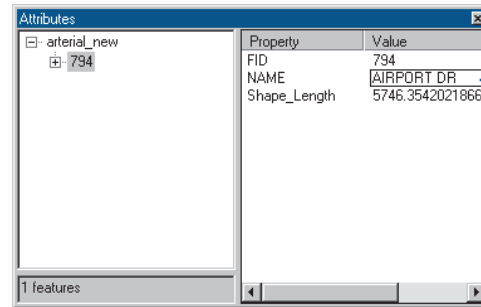 Attributes
arterial_new
794
Property Value
FID 794
NAME AIRPORT DR
Shape_Length 5746.3542021866
1 features